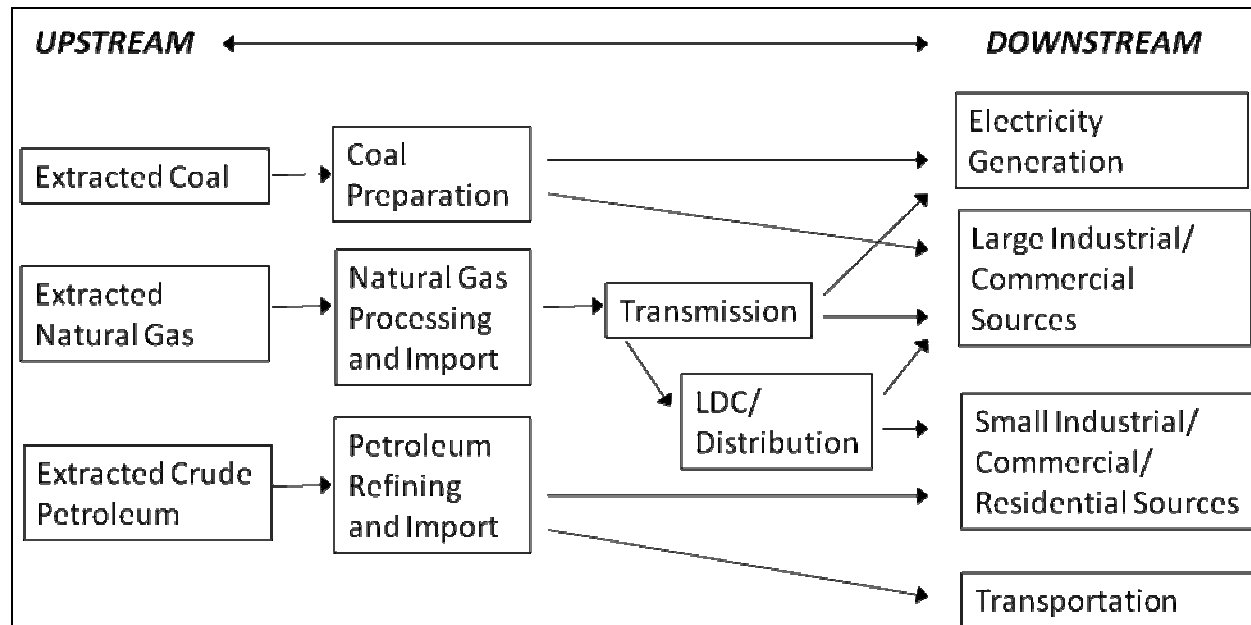 UPSTREAM
DOWNSTREAM
Extracted Coal
Coal
Preparation
Electricity
Generation
Extracted
Natural Gas
Natural Gas
Processing
and Import
Transmission
Large Industrial/
Commercial
Sources
LDC/
Distribution
Extracted Crude
Petroleum
Petroleum
Refining
and Import
Small Industrial/
Commercial/
Residential Sources
Transportation